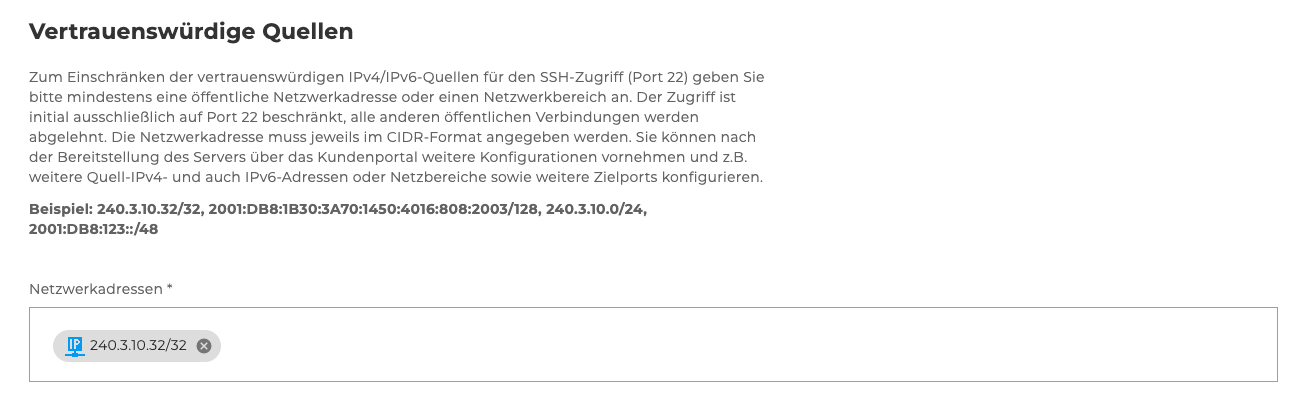 Vertrauenswürdige Quellen
Zum Einschränken der vertrauenswürdigen IPv4/IPv6-Quellen für den SSH-Zugriff (Port 22) geben Sie
bitte mindestens eine öffentliche Netzwerkadresse oder einen Netzwerkbereich an. Der Zugriff ist
initial ausschließlich auf Port 22 beschränkt, alle anderen öffentlichen Verbindungen werden
abgelehnt. Die Netzwerkadresse muss jeweils im CIDR-Format angegeben werden. Sie können nach
der Bereitstellung des Servers über das Kundenportal weitere Konfigurationen vornehmen und z.B.
weitere Quell-IPv4- und auch IPv6-Adressen oder Netzbereiche sowie weitere Zielports konfigurieren.
Beispiel: 240.3.10.32/32, 2001:DB8:1B30:3A70:1450:4016:808:2003/128, 240.3.10.0/24,
2001:DB8:123::/48
Netzwerkadressen *
IP 240.3.10.32/32